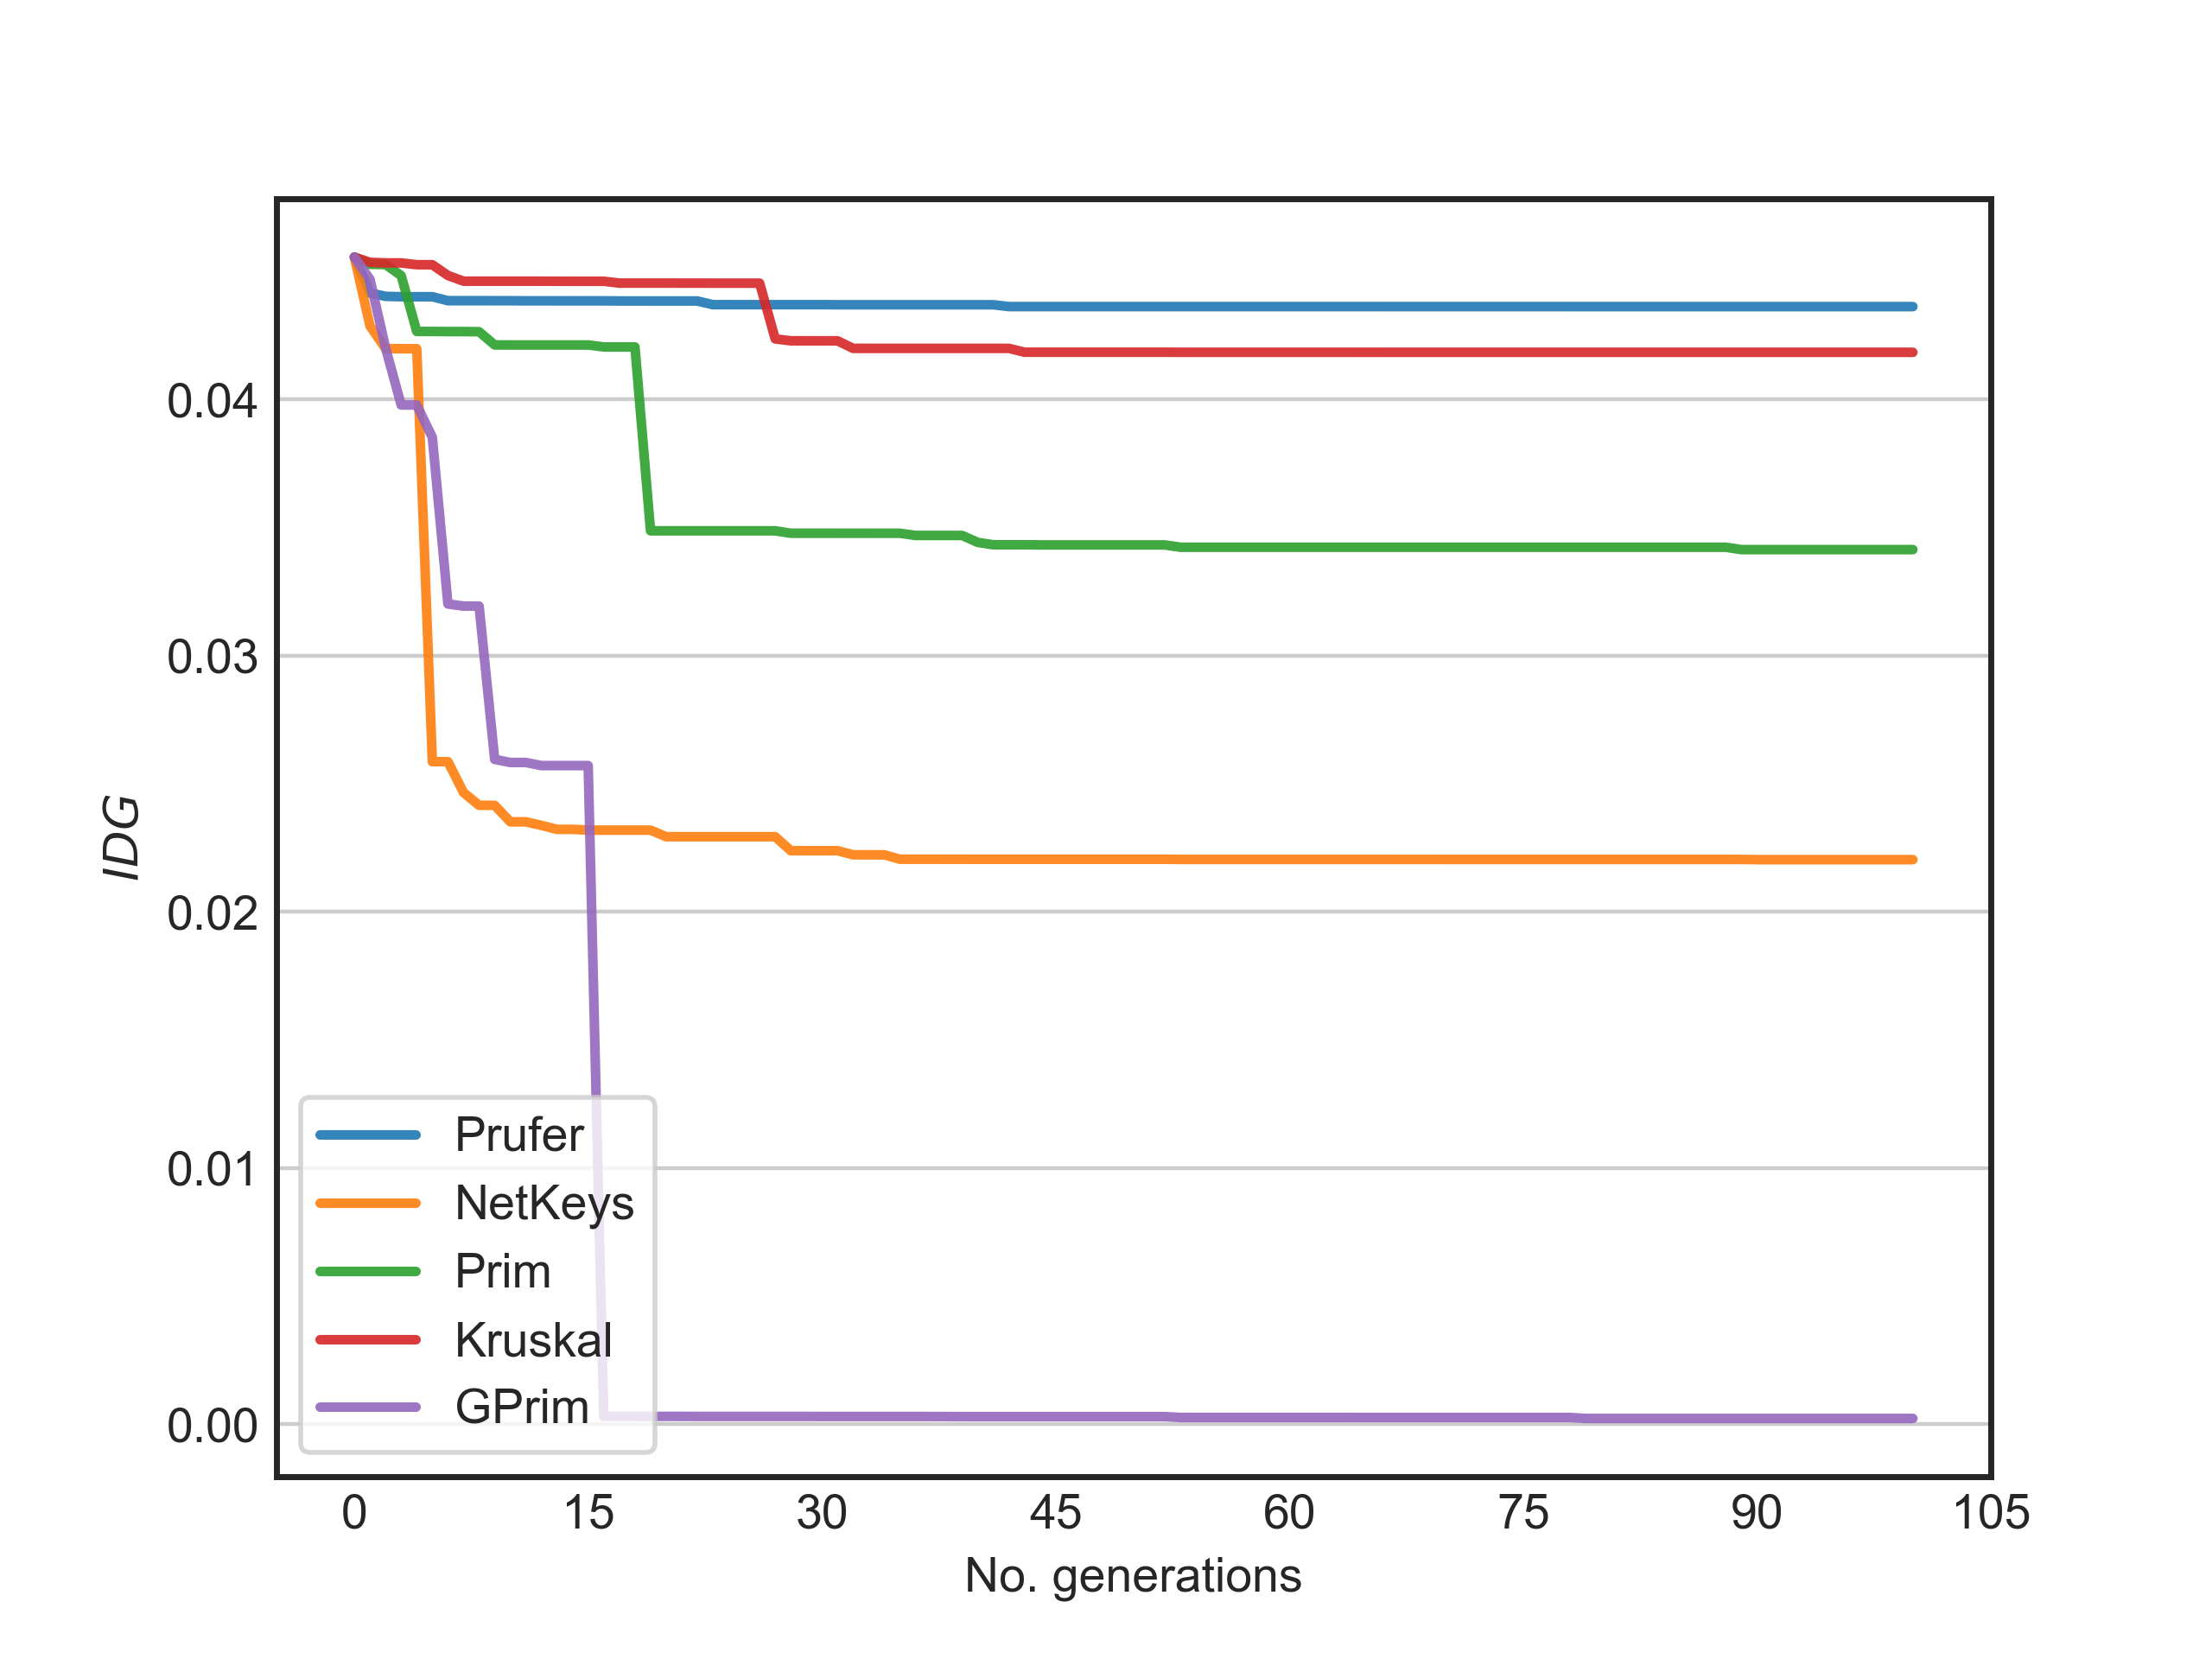 0.04
0.03
0.02
0.01
0.00
IDG
Prufer
NetKeys
Prim
Kruskal
GPrim
0 15 30 45 60 75 90 105
No. generations